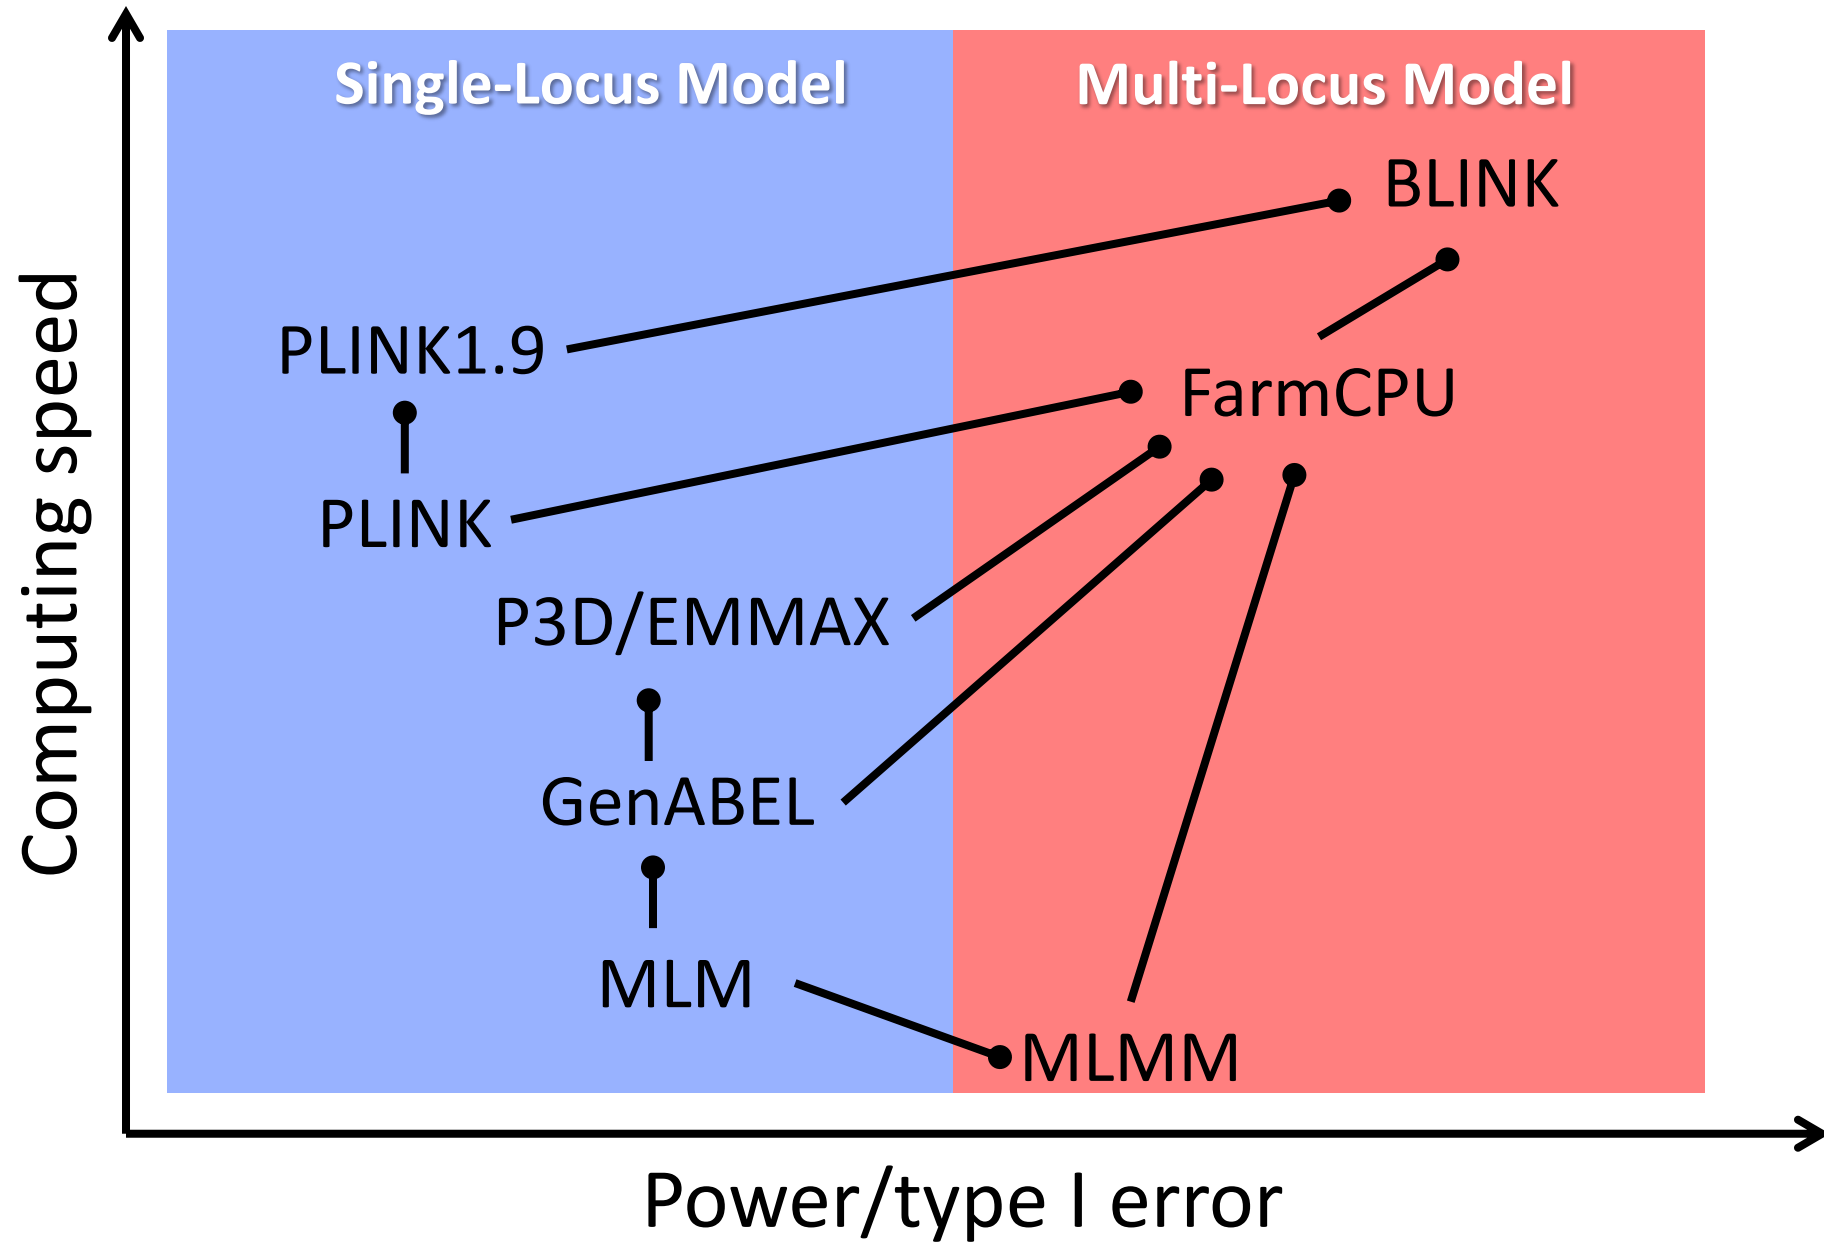 Single-Locus Model
Multi-Locus Model
BLINK
PLINK1.9
FarmCPU
PLINK
P3D/EMMAX
GenABEL
MLM
MLMM
Computing speed
Power/type I error